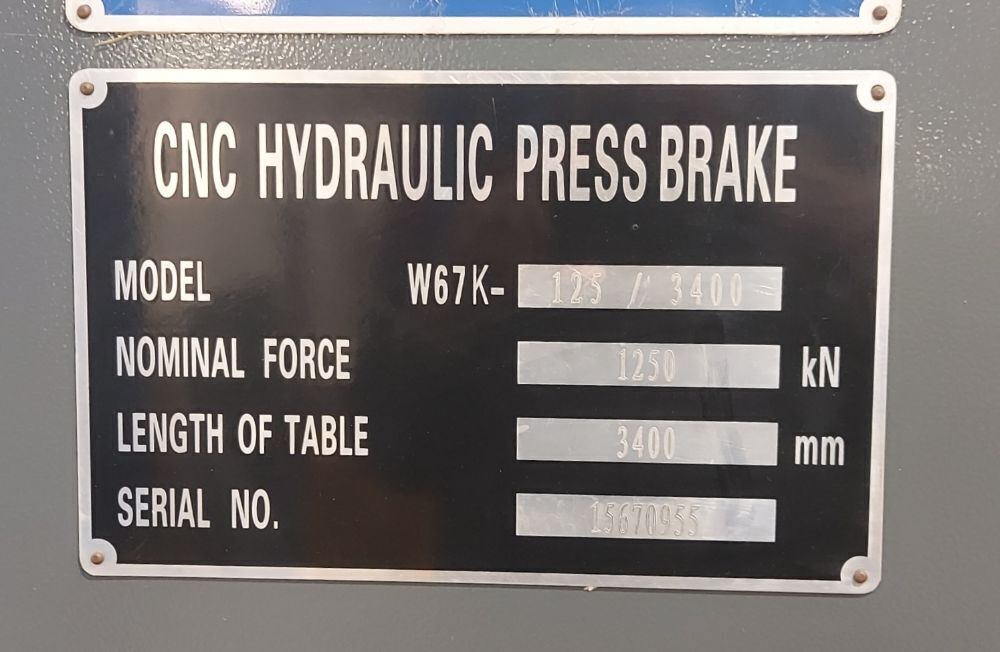 CNC HYDRAULIC PRESS BRAKE
MODEL W67K- 125 / 3400
NOMINAL FORCE 1250 kN
LENGTH OF TABLE 3400 mm
SERIAL NO. 15670955